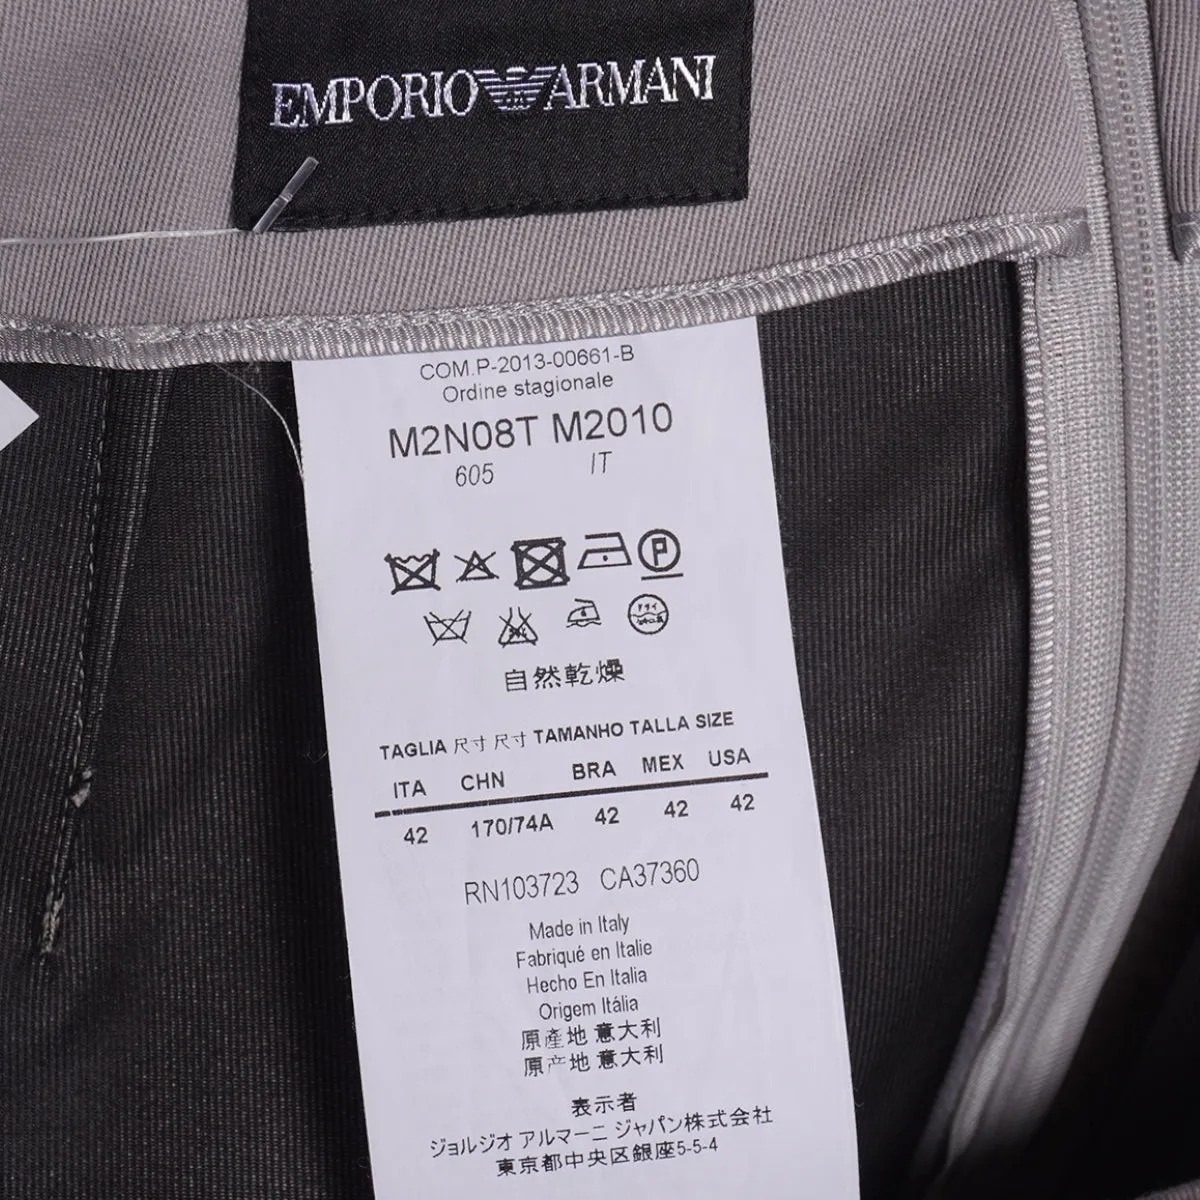 EMPORIO ARMANI
COM.P-2013-00661-B
Ordine stagionale
M2N08T M2010
605 IT
P
自然乾燥
TAGLIA 尺寸 尺寸 TAMANHO TALLA SIZE
ITA CHN BRA MEX USA
42 170/74A 42 42 42
RN103723 CA37360
Made in Italy
Fabriqué en Italie
Hecho En Italia
Origem Itália
原產地 意大利
原产地 意大利
表示者
ジョルジオ アルマーニ ジャパン株式会社
東京都中央区銀座5-5-4